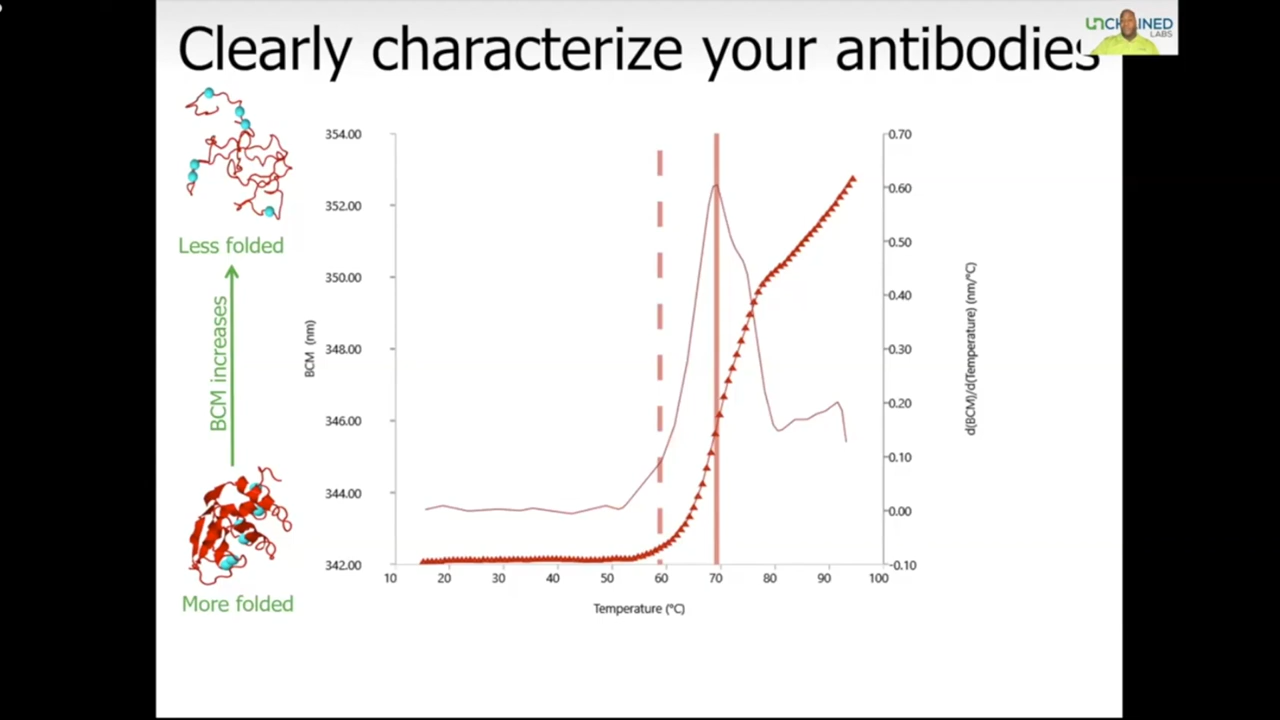 Clearly characterize your antibodies
UNCHAINED
LABS
Less folded
BCM increases
More folded
354.00
352.00
350.00
348.00
346.00
344.00
342.00
BCM (nm)
10 20 30 40 50 60 70 80 90 100
Temperature (°C)
0.70
0.60
0.50
0.40
0.30
0.20
0.10
0.00
-0.10
d(BCM)/d(Temperature) (nm/°C)